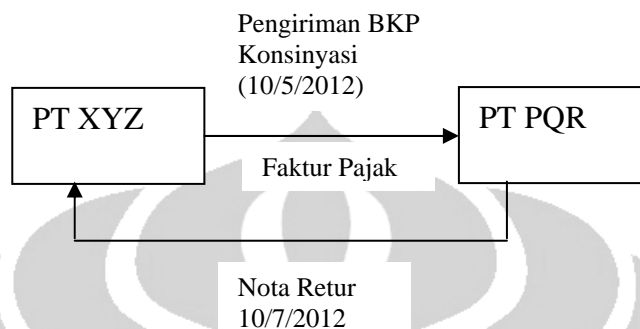 Pengiriman BKP
Konsinyasi
(10/5/2012)
PT XYZ
PT PQR
Faktur Pajak
Nota Retur
10/7/2012